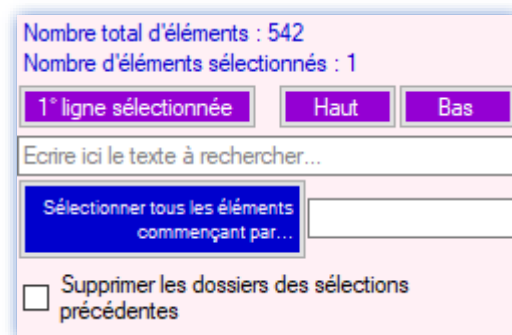 Nombre total d'éléments : 542
Nombre d'éléments sélectionnés : 1
1° ligne sélectionnée Haut Bas
Ecrire ici le texte à rechercher...
Sélectionner tous les éléments
commençant par...
Supprimer les dossiers des sélections
précédentes